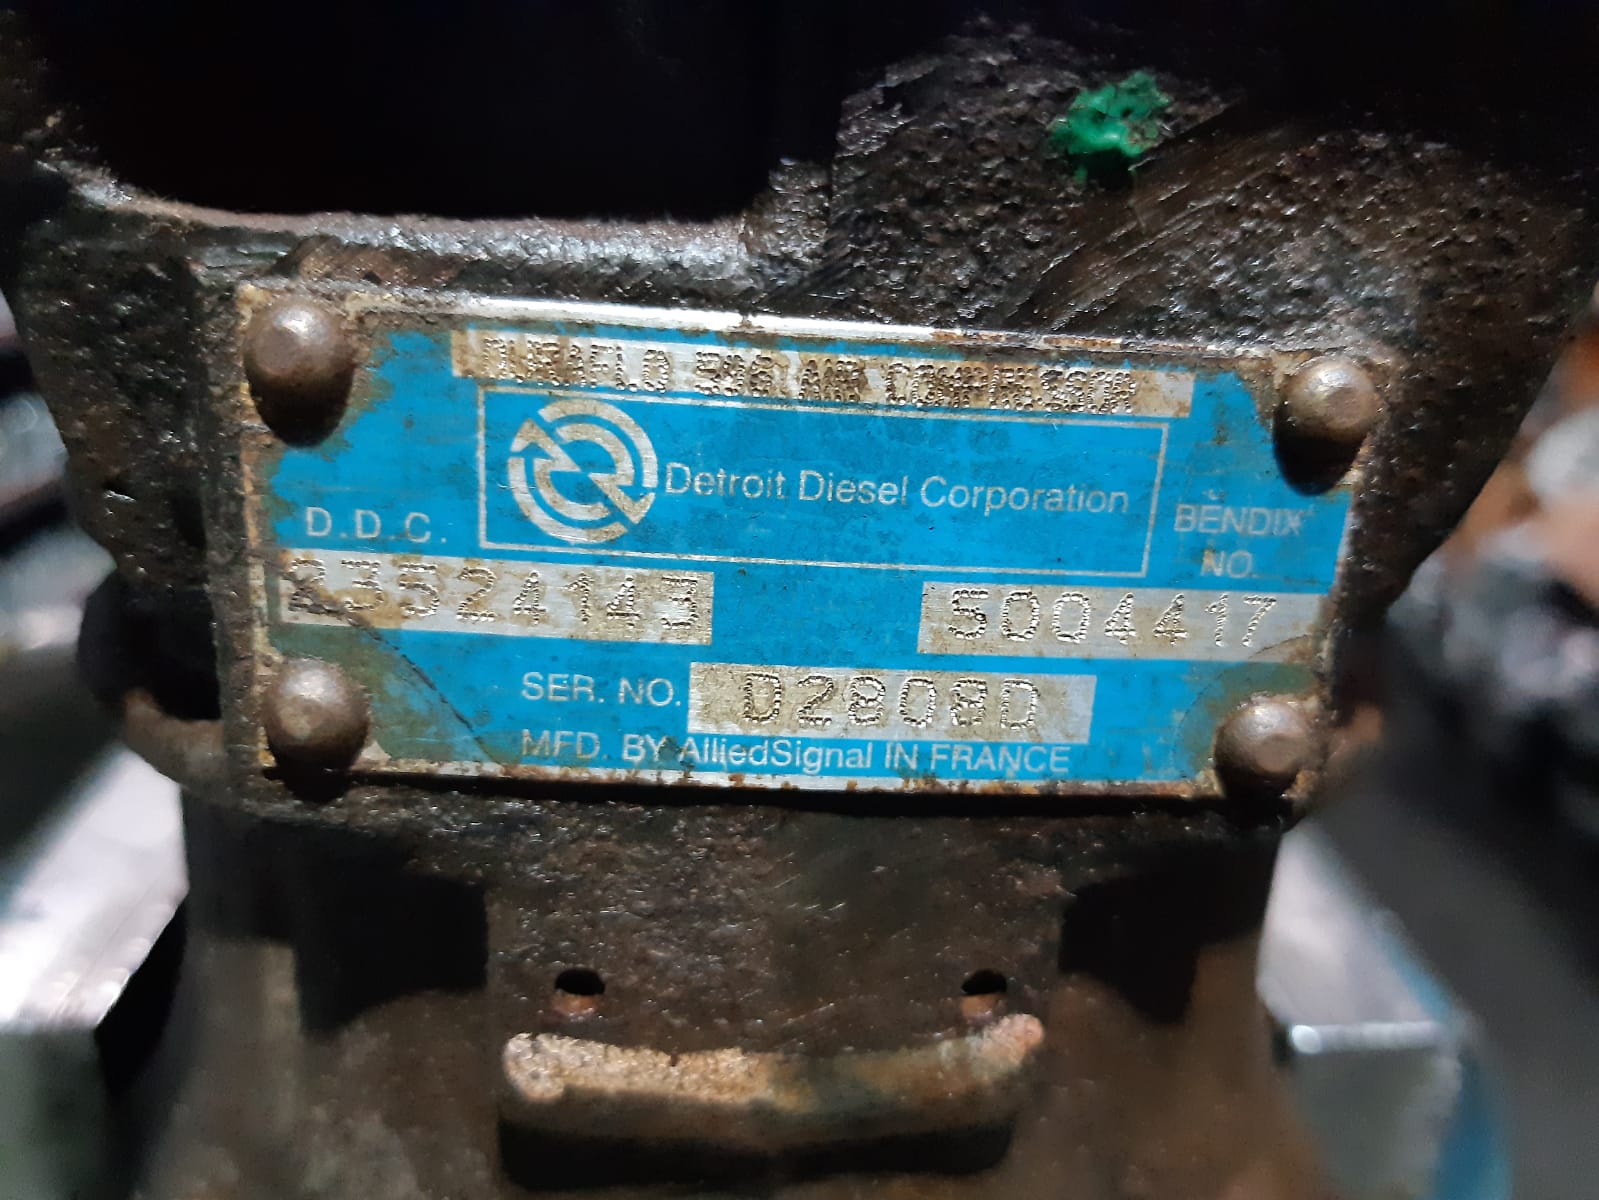 DURAFLO 596 AIR COMPRESSOR
Detroit Diesel Corporation
D.D.C.
BENDIX
NO.
23524143
5004417
SER. NO. D2808D
MFD. BY AlliedSignal IN FRANCE